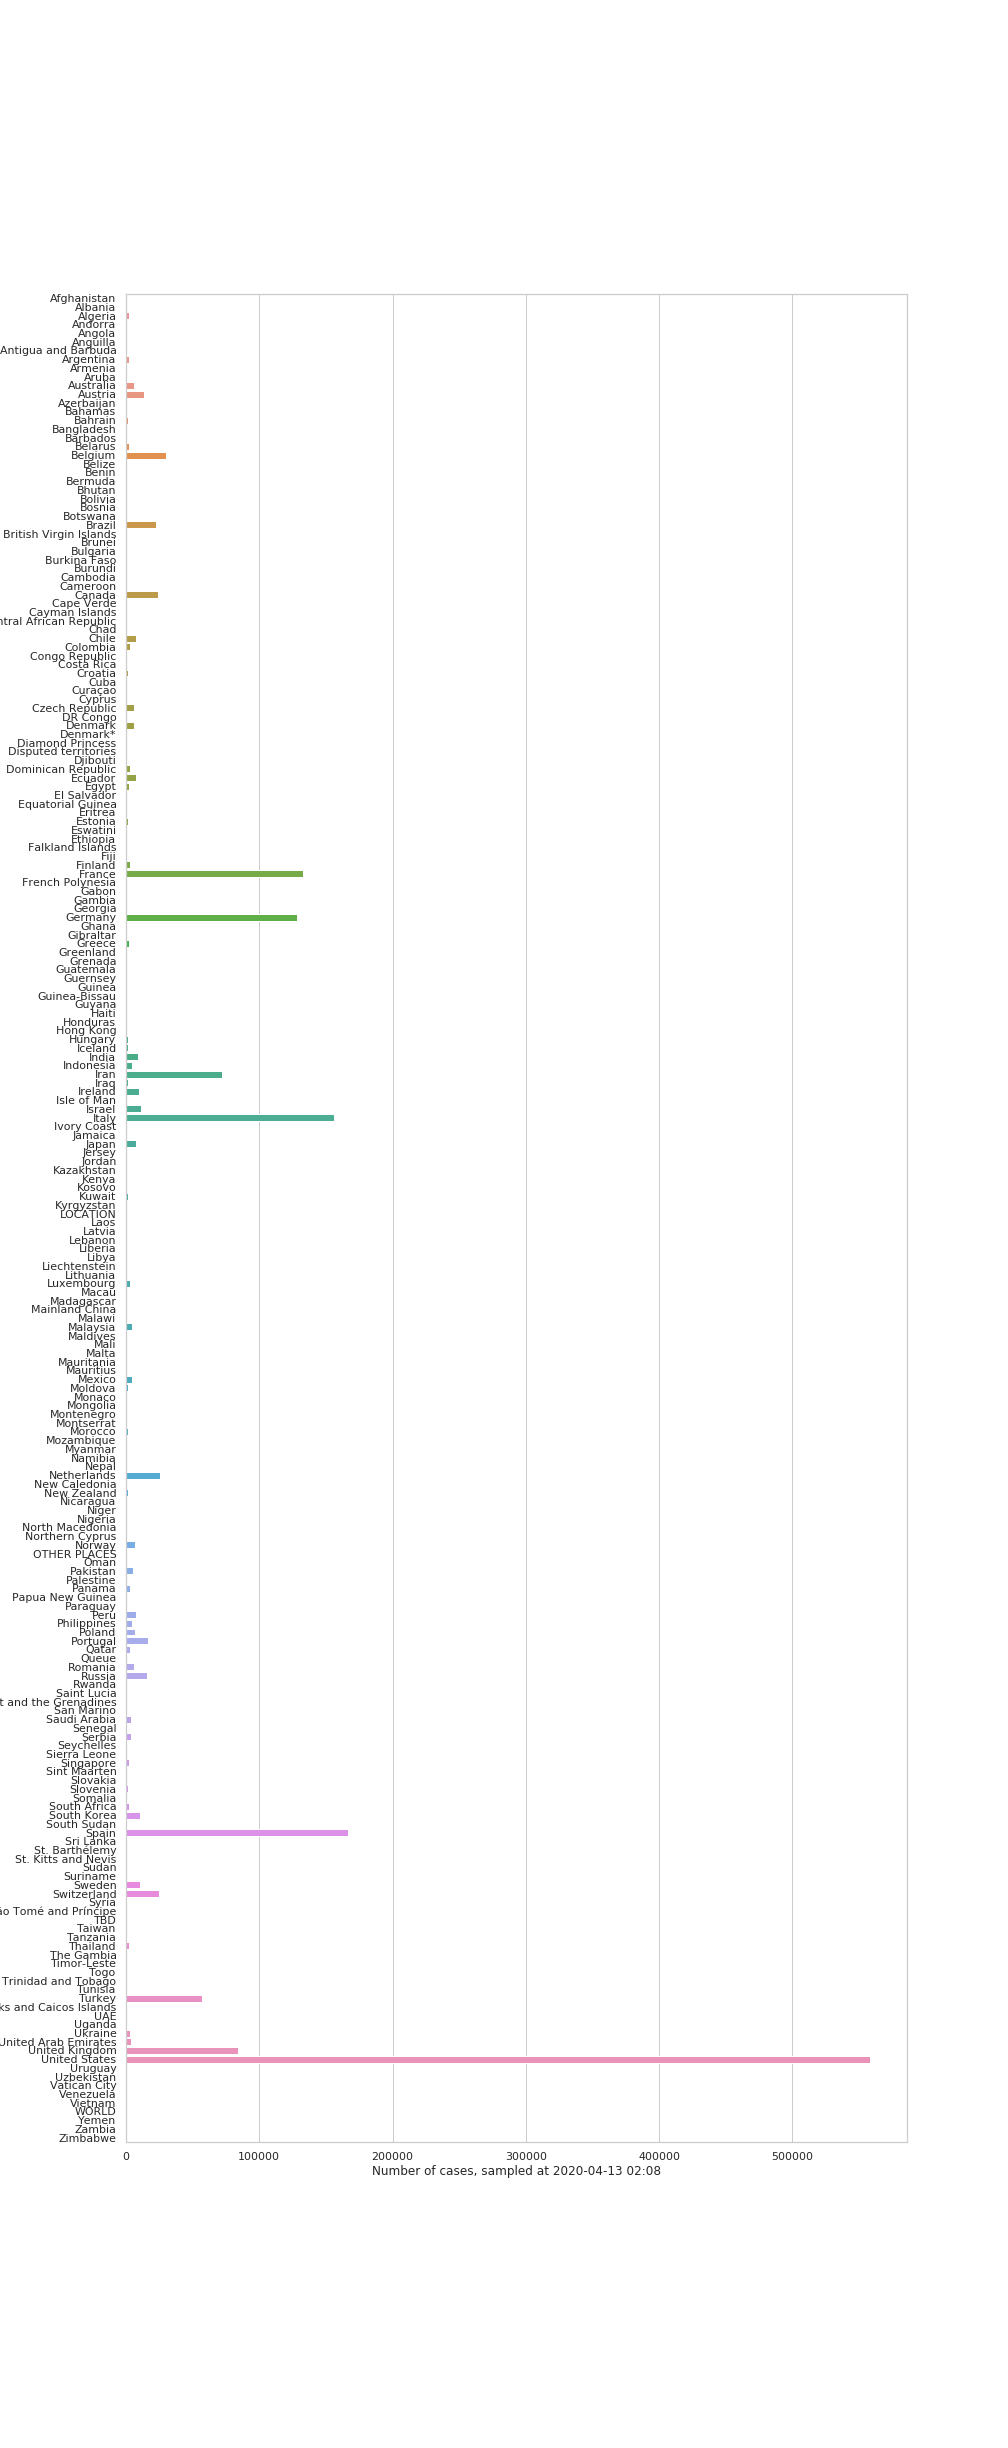 Afghanistan
Albania
Algeria
Andorra
Angola
Anguilla
Antigua and Barbuda
Argentina
Armenia
Aruba
Australia
Austria
Azerbaijan
Bahamas
Bahrain
Bangladesh
Barbados
Belarus
Belgium
Belize
Benin
Bermuda
Bhutan
Bolivia
Bosnia
Botswana
Brazil
British Virgin Islands
Brunei
Bulgaria
Burkina Faso
Burundi
Cambodia
Cameroon
Canada
Cape Verde
Cayman Islands
ntral African Republic
Chad
Chile
Colombia
Congo Republic
Costa Rica
Croatia
Cuba
Curaçao
Cyprus
Czech Republic
DR Congo
Denmark
Denmark*
Diamond Princess
Disputed territories
Djibouti
Dominican Republic
Ecuador
Egypt
El Salvador
Equatorial Guinea
Eritrea
Estonia
Eswatini
Ethiopia
Falkland Islands
Fiji
Finland
France
French Polynesia
Gabon
Gambia
Georgia
Germany
Ghana
Gibraltar
Greece
Greenland
Grenada
Guatemala
Guernsey
Guinea
Guinea-Bissau
Guyana
Haiti
Honduras
Hong Kong
Hungary
Iceland
India
Indonesia
Iran
Iraq
Ireland
Isle of Man
Israel
Italy
Ivory Coast
Jamaica
Japan
Jersey
Jordan
Kazakhstan
Kenya
Kosovo
Kuwait
Kyrgyzstan
LOCATION
Laos
Latvia
Lebanon
Liberia
Libya
Liechtenstein
Lithuania
Luxembourg
Macau
Madagascar
Mainland China
Malawi
Malaysia
Maldives
Mali
Malta
Mauritania
Mauritius
Mexico
Moldova
Monaco
Mongolia
Montenegro
Montserrat
Morocco
Mozambique
Myanmar
Namibia
Nepal
Netherlands
New Caledonia
New Zealand
Nicaragua
Niger
Nigeria
North Macedonia
Northern Cyprus
Norway
OTHER PLACES
Oman
Pakistan
Palestine
Panama
Papua New Guinea
Paraguay
Peru
Philippines
Poland
Portugal
Qatar
Queue
Romania
Russia
Rwanda
Saint Lucia
t and the Grenadines
San Marino
Saudi Arabia
Senegal
Serbia
Seychelles
Sierra Leone
Singapore
Sint Maarten
Slovakia
Slovenia
Somalia
South Africa
South Korea
South Sudan
Spain
Sri Lanka
St. Barthélemy
St. Kitts and Nevis
Sudan
Suriname
Sweden
Switzerland
Syria
ão Tomé and Príncipe
TBD
Taiwan
Tanzania
Thailand
The Gambia
Timor-Leste
Togo
Trinidad and Tobago
Tunisia
Turkey
ks and Caicos Islands
UAE
Uganda
Ukraine
United Arab Emirates
United Kingdom
United States
Uruguay
Uzbekistan
Vatican City
Venezuela
Vietnam
WORLD
Yemen
Zambia
Zimbabwe
0 100000 200000 300000 400000 500000
Number of cases, sampled at 2020-04-13 02:08